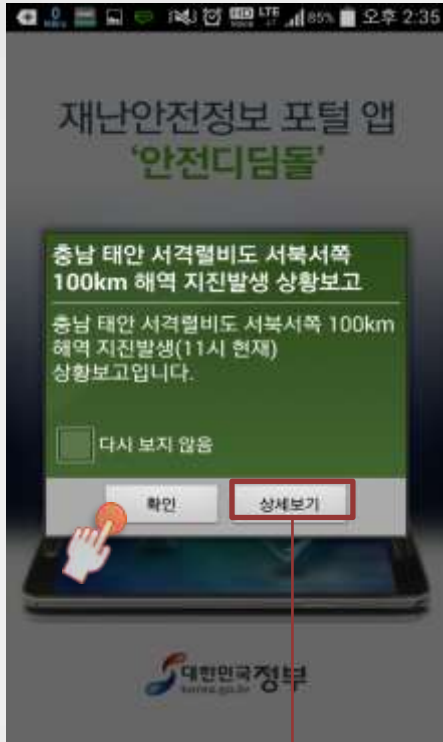 85% 오후 2:35
재난안전정보 포털 앱
‘안전디딤돌’
충남 태안 서격렬비도 서북서쪽
100km 해역 지진발생 상황보고
충남 태안 서격렬비도 서북서쪽 100km
해역 지진발생(11시 현재)
상황보고입니다.
다시 보지 않음
확인 상세보기
대한민국정부